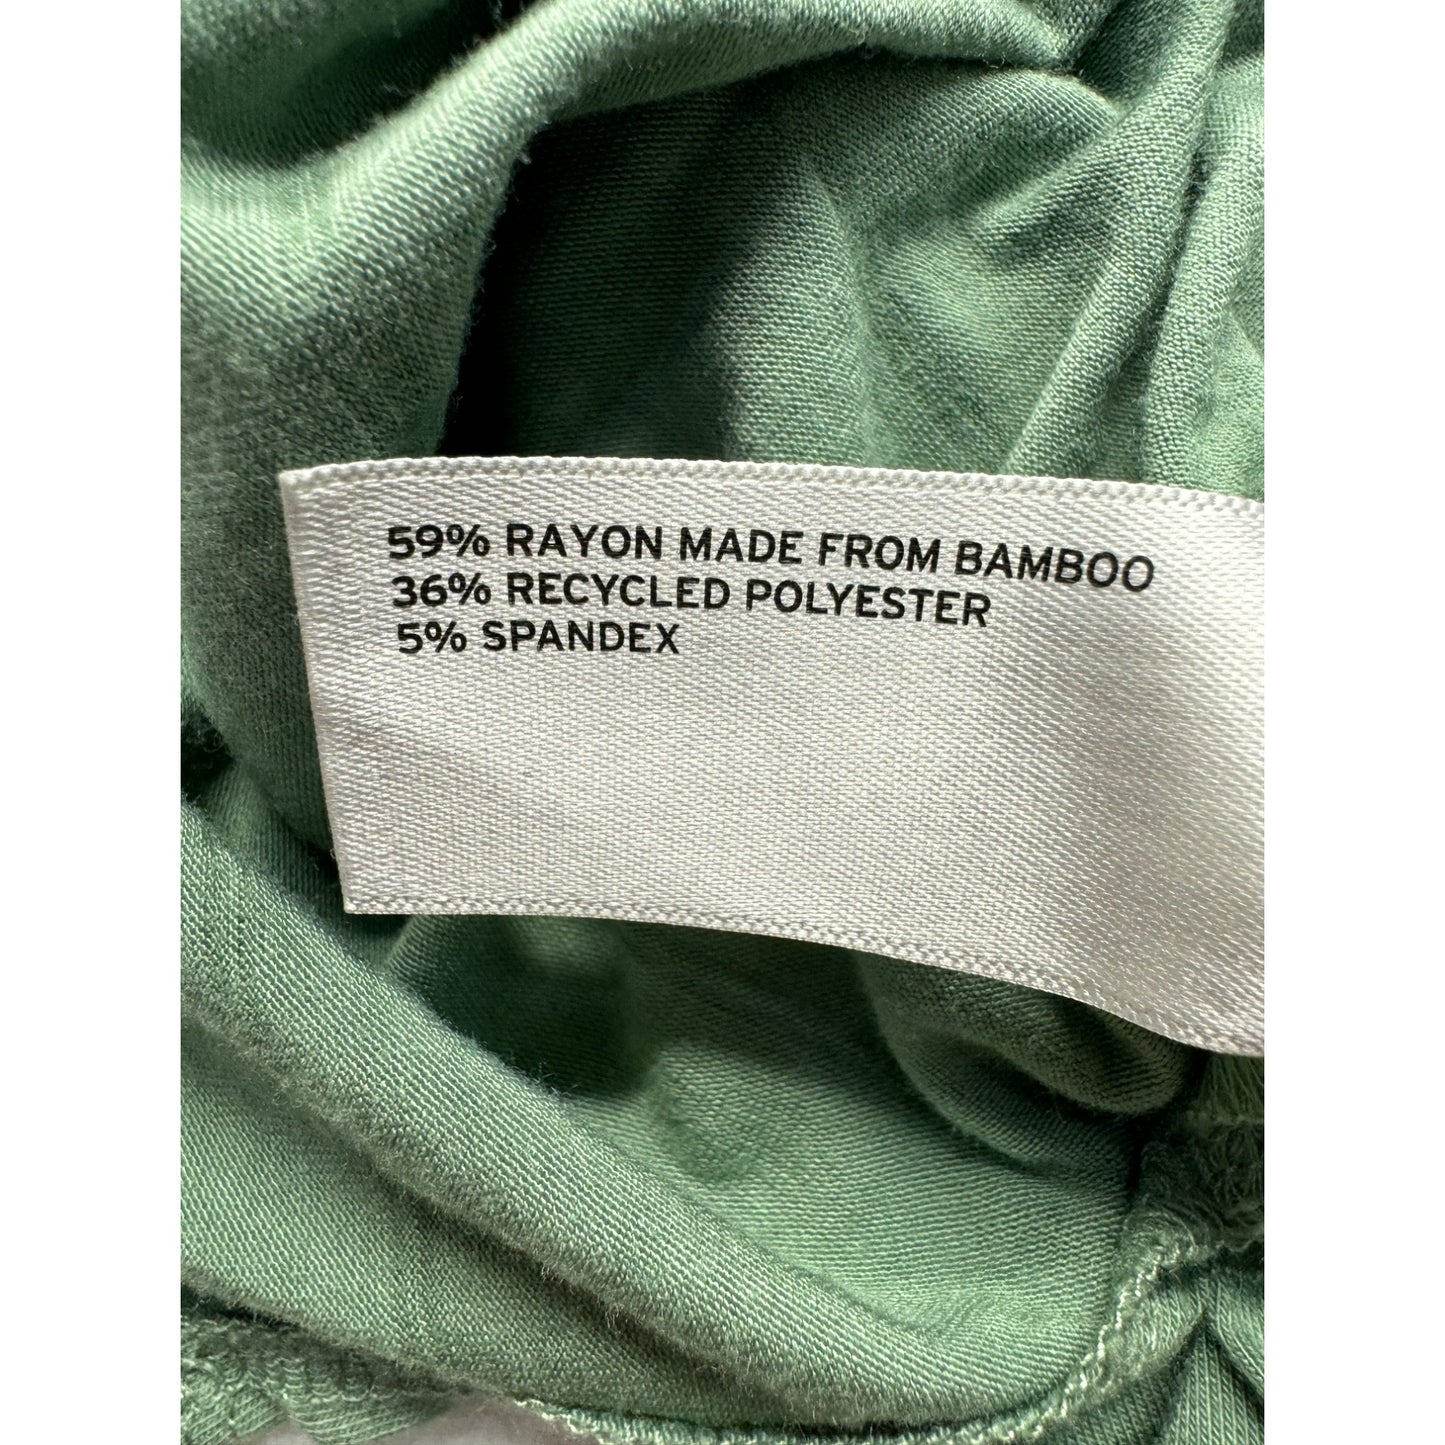 59% RAYON MADE FROM BAMBOO
36% RECYCLED POLYESTER
5% SPANDEX